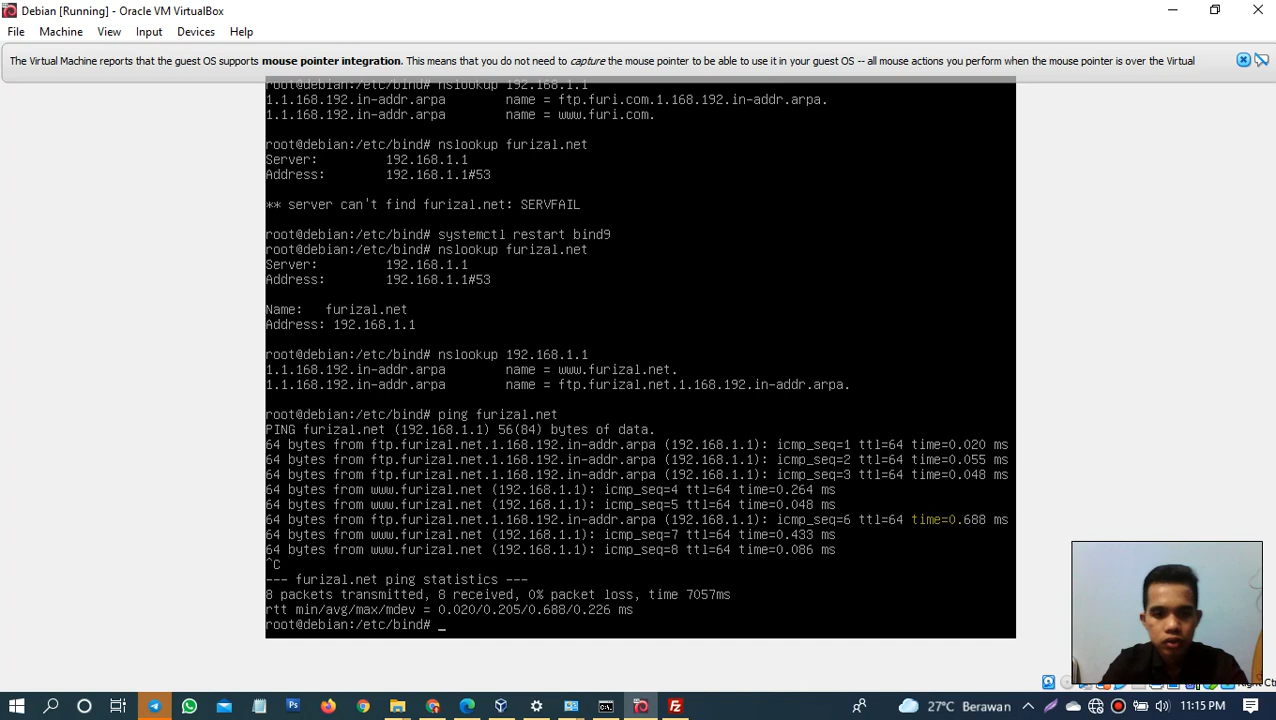 Debian [Running] - Oracle VM VirtualBox
File Machine View Input Devices Help
The Virtual Machine reports that the guest OS supports mouse pointer integration. This means that you do not need to capture the mouse pointer to be able to use it in your guest OS -- all mouse actions you perform when the mouse pointer is over the Virtual
root@debian:/etc/bind# nslookup 192.168.1.1
1.1.168.192.in-addr.arpa name = ftp.furi.com.1.168.192.in-addr.arpa.
1.1.168.192.in-addr.arpa name = www.furi.com.
root@debian:/etc/bind# nslookup furizal.net
Server: 192.168.1.1
Address: 192.168.1.1#53
** server can't find furizal.net: SERVFAIL
root@debian:/etc/bind# systemctl restart bind9
root@debian:/etc/bind# nslookup furizal.net
Server: 192.168.1.1
Address: 192.168.1.1#53
Name: furizal.net
Address: 192.168.1.1
root@debian:/etc/bind# nslookup 192.168.1.1
1.1.168.192.in-addr.arpa name = www.furizal.net.
1.1.168.192.in-addr.arpa name = ftp.furizal.net.1.168.192.in-addr.arpa.
root@debian:/etc/bind# ping furizal.net
PING furizal.net (192.168.1.1) 56(84) bytes of data.
64 bytes from ftp.furizal.net.1.168.192.in-addr.arpa (192.168.1.1): icmp_seq=1 ttl=64 time=0.020 ms
64 bytes from ftp.furizal.net.1.168.192.in-addr.arpa (192.168.1.1): icmp_seq=2 ttl=64 time=0.055 ms
64 bytes from ftp.furizal.net.1.168.192.in-addr.arpa (192.168.1.1): icmp_seq=3 ttl=64 time=0.048 ms
64 bytes from www.furizal.net (192.168.1.1): icmp_seq=4 ttl=64 time=0.264 ms
64 bytes from www.furizal.net (192.168.1.1): icmp_seq=5 ttl=64 time=0.048 ms
64 bytes from ftp.furizal.net.1.168.192.in-addr.arpa (192.168.1.1): icmp_seq=6 ttl=64 time=0.688 ms
64 bytes from www.furizal.net (192.168.1.1): icmp_seq=7 ttl=64 time=0.433 ms
64 bytes from www.furizal.net (192.168.1.1): icmp_seq=8 ttl=64 time=0.086 ms
^C
--- furizal.net ping statistics ---
8 packets transmitted, 8 received, 0% packet loss, time 7057ms
rtt min/avg/max/mdev = 0.020/0.205/0.688/0.226 ms
root@debian:/etc/bind# _
27°C Berawan
11:15 PM